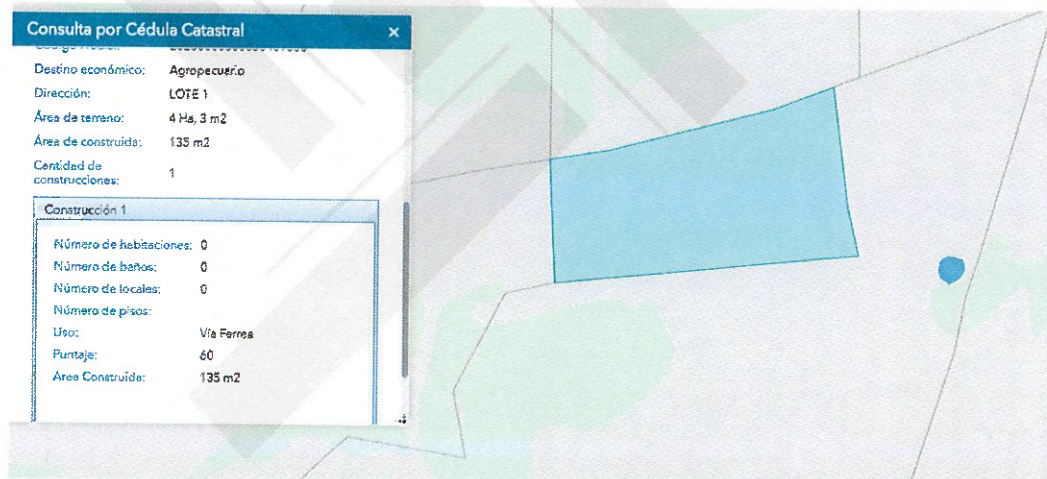 Consulta por Cédula Catastral ×
Destino económico: Agropecuario
Dirección: LOTE 1
Área de terreno: 4 Ha, 3 m2
Área de construida: 135 m2
Cantidad de
construcciones: 1
Construcción 1
Número de habitaciones: 0
Número de baños: 0
Número de locales: 0
Número de pisos:
Uso: Vía Ferrea
Puntaje: 60
Area Construida: 135 m2